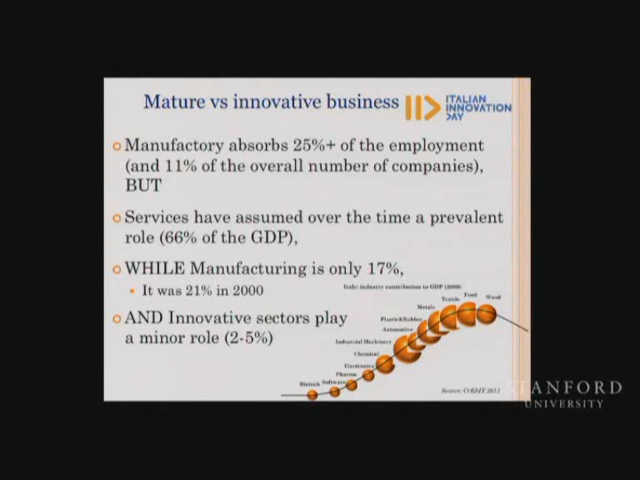 Mature vs innovative business
ITALIAN
INNOVATION
DAY
Manufactory absorbs 25%+ of the employment
(and 11% of the overall number of companies),
BUT
Services have assumed over the time a prevalent
role (66% of the GDP),
WHILE Manufacturing is only 17%,
It was 21% in 2000
AND Innovative sectors play
a minor role (2-5%)
Italy: industry contribution to GDP (2009)
Wood
Food
Textile
Metals
Plastic&Rubber
Automotive
Industrial Machinery
Chemical
Electronics
Pharma
Biotech Software
Source: CrESIT 2011
STANFORD
UNIVERSITY